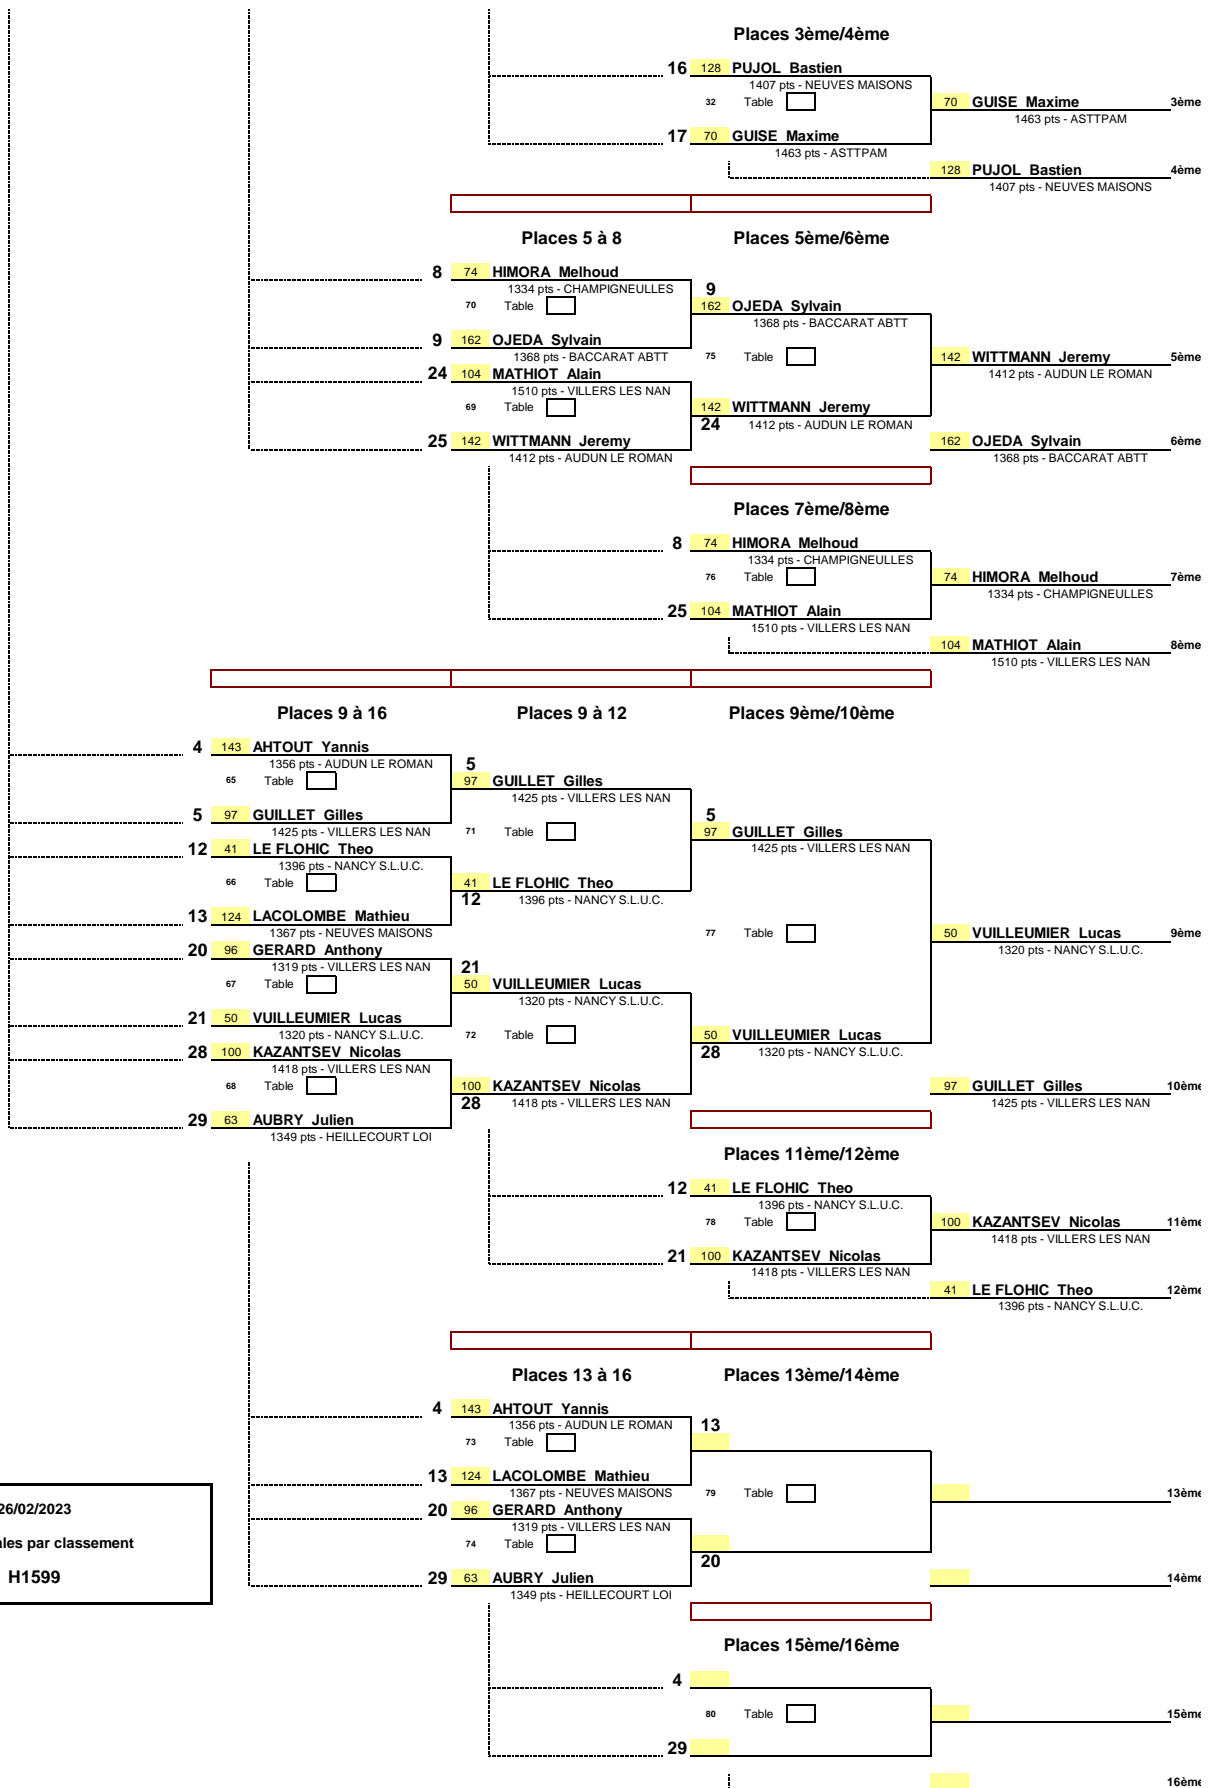 Places 3ème/4ème
16 128 PUJOL Bastien
1407 pts - NEUVES MAISONS
32 Table
70 GUISE Maxime 3ème
1463 pts - ASTTPAM
17 70 GUISE Maxime
1463 pts - ASTTPAM
128 PUJOL Bastien 4ème
1407 pts - NEUVES MAISONS
Places 5 à 8 Places 5ème/6ème
8 74 HIMORA Melhoud
1334 pts - CHAMPIGNEULLES
70 Table
9
162 OJEDA Sylvain
1368 pts - BACCARAT ABTT
9 162 OJEDA Sylvain
1368 pts - BACCARAT ABTT
75 Table
142 WITTMANN Jeremy 5ème
1412 pts - AUDUN LE ROMAN
24 104 MATHIOT Alain
1510 pts - VILLERS LES NAN
69 Table
142 WITTMANN Jeremy
24 1412 pts - AUDUN LE ROMAN
25 142 WITTMANN Jeremy
1412 pts - AUDUN LE ROMAN
162 OJEDA Sylvain 6ème
1368 pts - BACCARAT ABTT
Places 7ème/8ème
8 74 HIMORA Melhoud
1334 pts - CHAMPIGNEULLES
76 Table
74 HIMORA Melhoud 7ème
1334 pts - CHAMPIGNEULLES
25 104 MATHIOT Alain
1510 pts - VILLERS LES NAN
104 MATHIOT Alain 8ème
1510 pts - VILLERS LES NAN
Places 9 à 16 Places 9 à 12 Places 9ème/10ème
4 143 AHTOUT Yannis
1356 pts - AUDUN LE ROMAN
65 Table
5
97 GUILLET Gilles
1425 pts - VILLERS LES NAN
5 97 GUILLET Gilles
1425 pts - VILLERS LES NAN
71 Table
5
97 GUILLET Gilles
1425 pts - VILLERS LES NAN
12 41 LE FLOHIC Theo
1396 pts - NANCY S.L.U.C.
66 Table
41 LE FLOHIC Theo
12 1396 pts - NANCY S.L.U.C.
13 124 LACOLOMBE Mathieu
1367 pts - NEUVES MAISONS
77 Table
50 VUILLEUMIER Lucas 9ème
1320 pts - NANCY S.L.U.C.
20 96 GERARD Anthony
1319 pts - VILLERS LES NAN
67 Table
21
50 VUILLEUMIER Lucas
1320 pts - NANCY S.L.U.C.
21 50 VUILLEUMIER Lucas
1320 pts - NANCY S.L.U.C.
72 Table
50 VUILLEUMIER Lucas
28 1320 pts - NANCY S.L.U.C.
28 100 KAZANTSEV Nicolas
1418 pts - VILLERS LES NAN
68 Table
100 KAZANTSEV Nicolas
28 1418 pts - VILLERS LES NAN
97 GUILLET Gilles 10ème
1425 pts - VILLERS LES NAN
29 63 AUBRY Julien
1349 pts - HEILLECOURT LOI
Places 11ème/12ème
12 41 LE FLOHIC Theo
1396 pts - NANCY S.L.U.C.
78 Table
100 KAZANTSEV Nicolas 11ème
1418 pts - VILLERS LES NAN
21 100 KAZANTSEV Nicolas
1418 pts - VILLERS LES NAN
41 LE FLOHIC Theo 12ème
1396 pts - NANCY S.L.U.C.
Places 13 à 16 Places 13ème/14ème
4 143 AHTOUT Yannis
1356 pts - AUDUN LE ROMAN
73 Table
13
13 124 LACOLOMBE Mathieu
1367 pts - NEUVES MAISONS
79 Table
13ème
20 96 GERARD Anthony
1319 pts - VILLERS LES NAN
74 Table
20
29 63 AUBRY Julien
1349 pts - HEILLECOURT LOI
14ème
26/02/2023
ales par classement
H1599
Places 15ème/16ème
4
80 Table
15ème
29
16ème